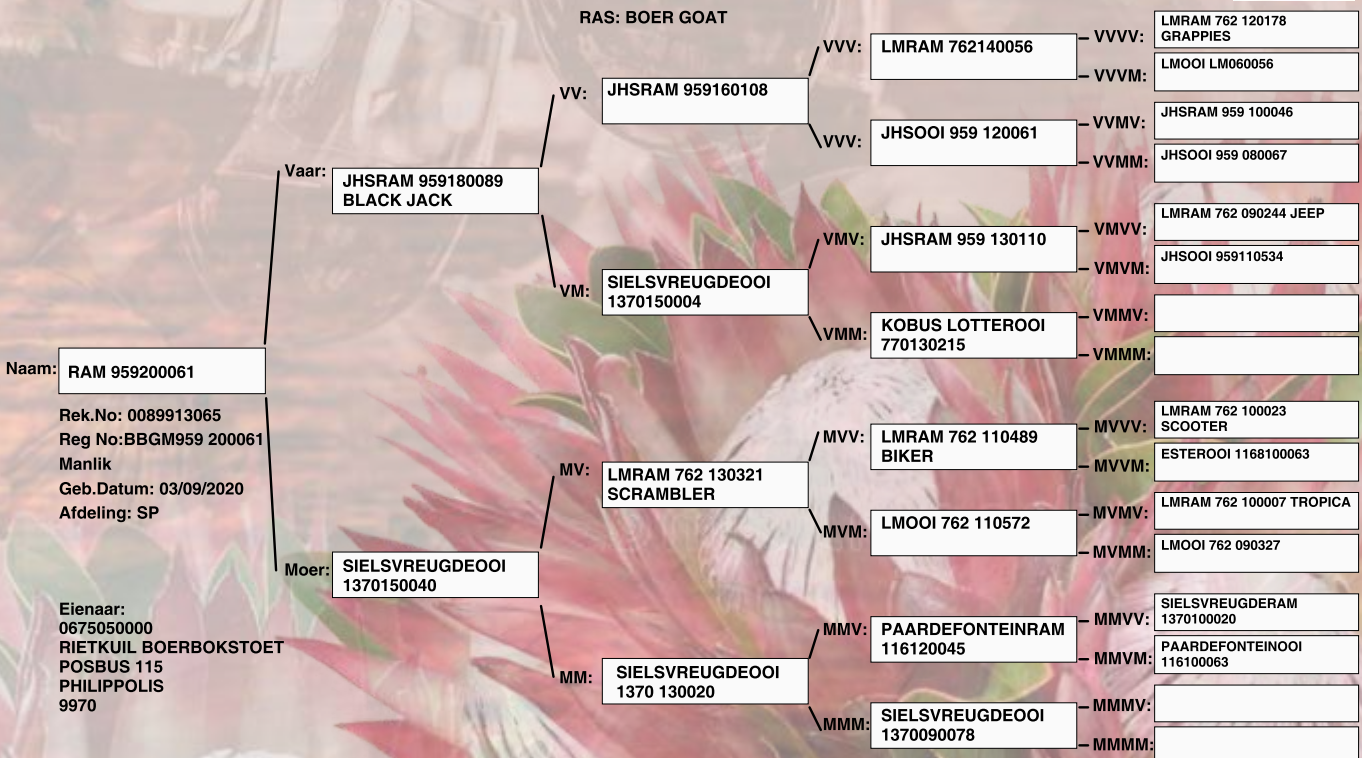 RAS: BOER GOAT
Naam:
RAM 959200061
Rek.No: 0089913065
Reg No:BBGM959 200061
Manlik
Geb.Datum: 03/09/2020
Afdeling: SP
Eienaar:
0675050000
RIETKUIL BOERBOKSTOET
POSBUS 115
PHILIPPOLIS
9970
Vaar:
JHSRAM 959180089
BLACK JACK
Moer:
SIELSVREUGDEOOI
1370150040
VV:
JHSRAM 959160108
VM:
SIELSVREUGDEOOI
1370150004
MV:
LMRAM 762 130321
SCRAMBLER
MM:
SIELSVREUGDEOOI
1370 130020
VVV:
LMRAM 762140056
VVV:
JHSOOI 959 120061
VMV:
JHSRAM 959 130110
VMM:
KOBUS LOTTEROOI
770130215
MVV:
LMRAM 762 110489
BIKER
MVM:
LMOOI 762 110572
MMV:
PAARDEFONTEINRAM
116120045
MMM:
SIELSVREUGDEOOI
1370090078
VVVV:
LMRAM 762 120178
GRAPPIES
VVVM:
LMOOI LM060056
VVMV:
JHSRAM 959 100046
VVMM:
JHSOOI 959 080067
VMVV:
LMRAM 762 090244 JEEP
VMVM:
JHSOOI 959110534
VMMV:
VMMM:
MVVV:
LMRAM 762 100023
SCOOTER
MVVM:
ESTEROOI 1168100063
MVMV:
LMRAM 762 100007 TROPICA
MVMM:
LMOOI 762 090327
MMVV:
SIELSVREUGDERAM
1370100020
MMVM:
PAARDEFONTEINOOI
116100063
MMMV:
MMMM: